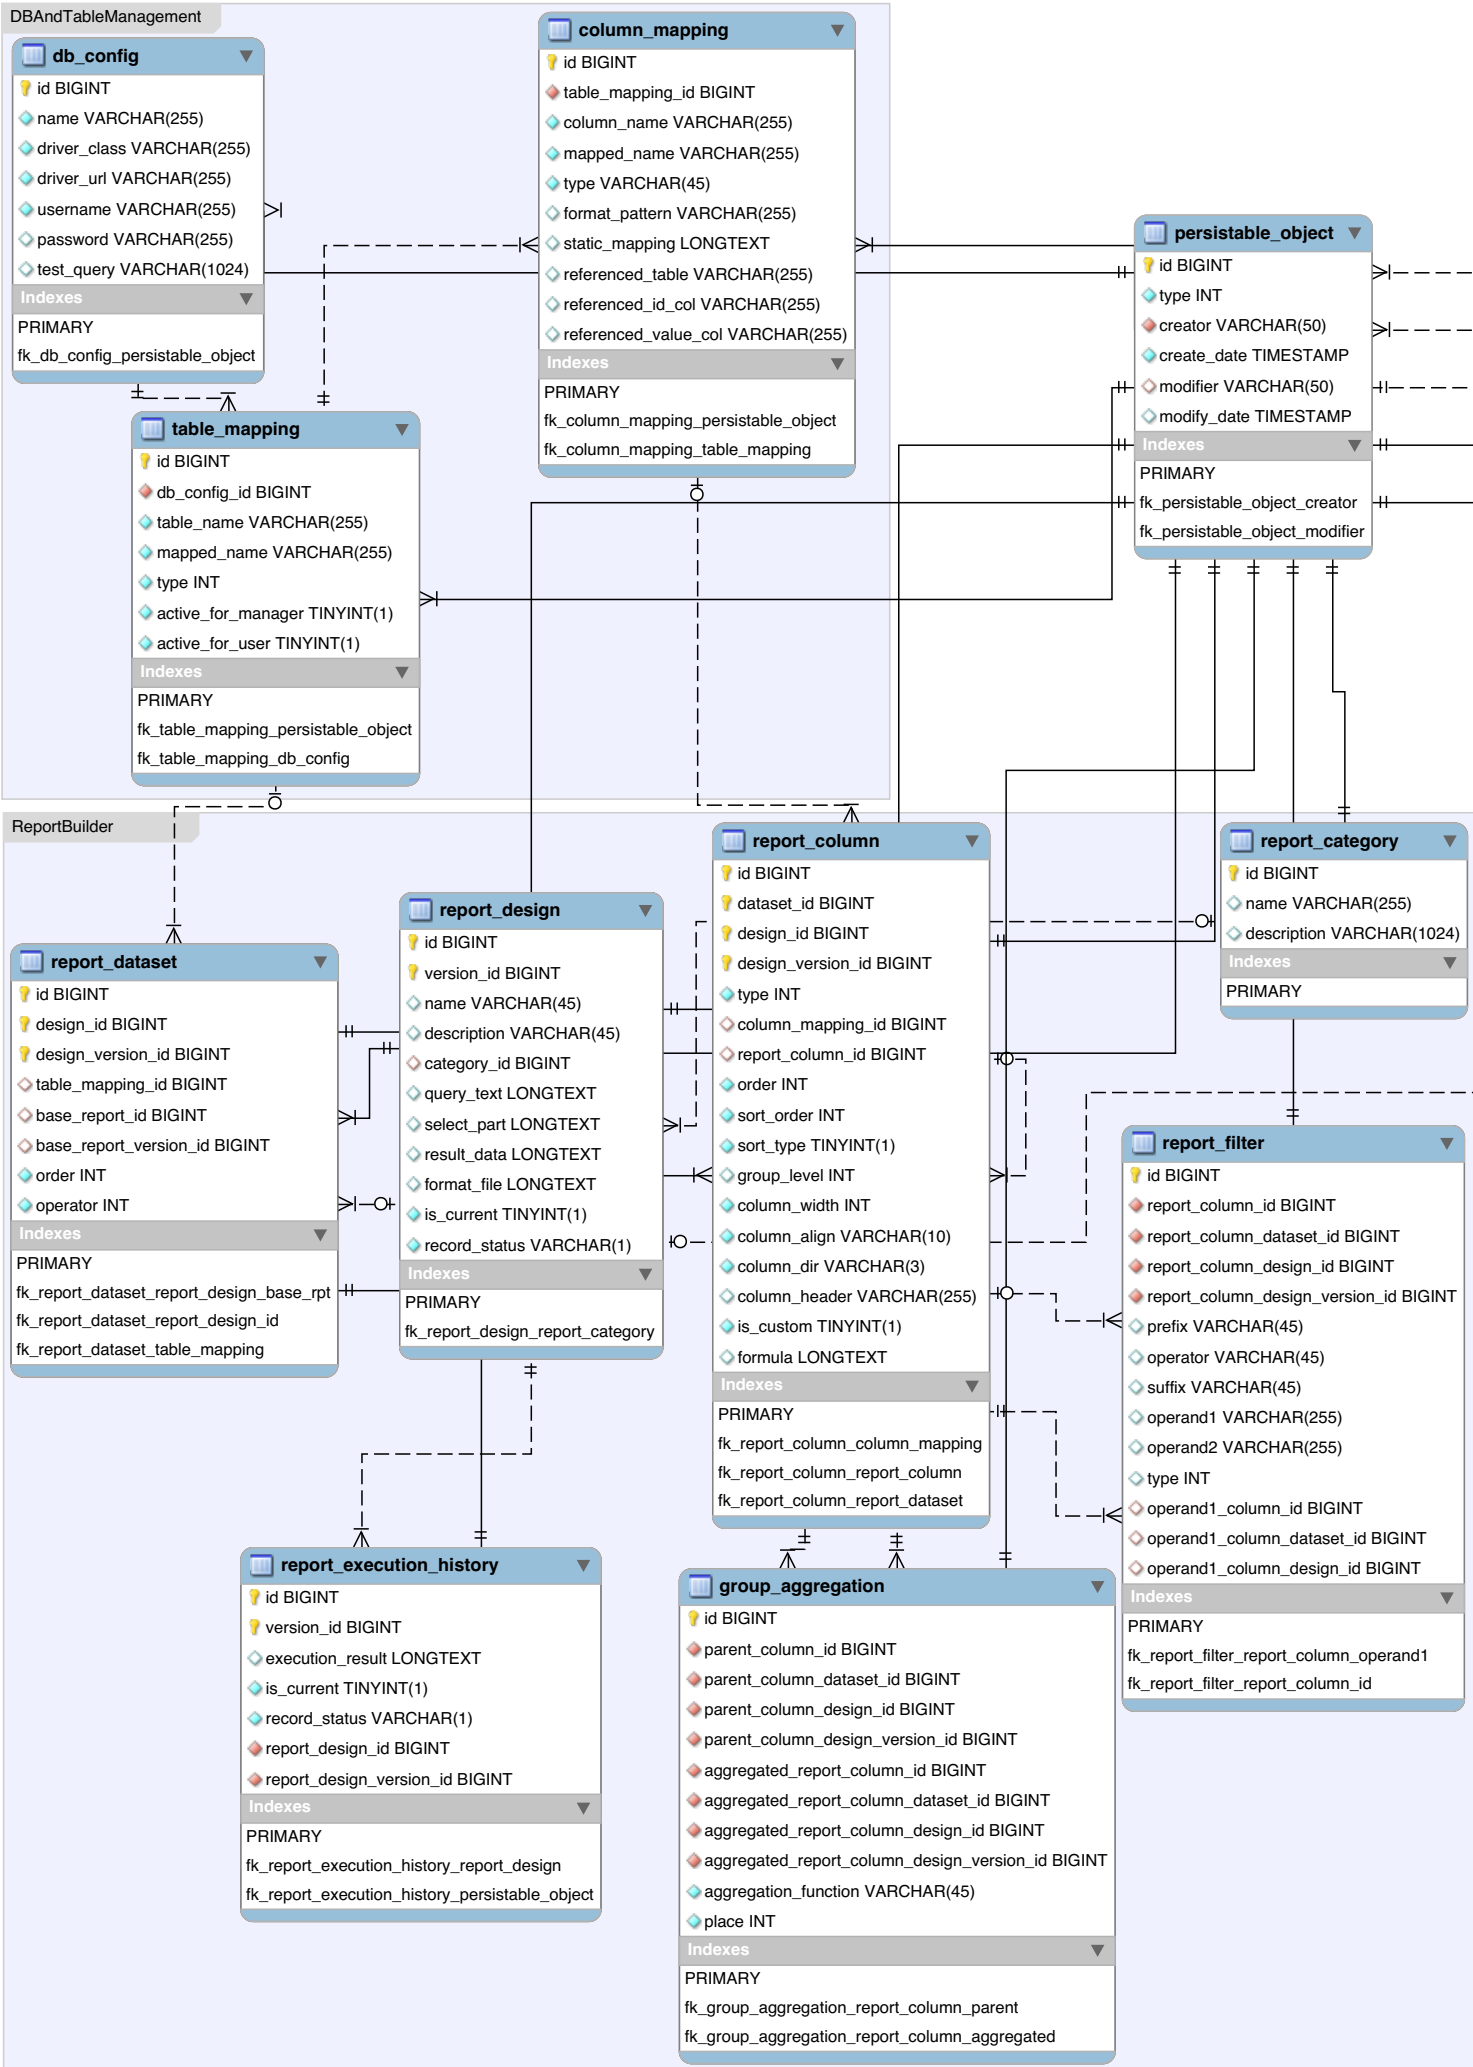 DBAndTableManagement
db_config
id BIGINT
name VARCHAR(255)
driver_class VARCHAR(255)
driver_url VARCHAR(255)
username VARCHAR(255)
password VARCHAR(255)
test_query VARCHAR(1024)
Indexes
PRIMARY
fk_db_config_persistable_object
column_mapping
id BIGINT
table_mapping_id BIGINT
column_name VARCHAR(255)
mapped_name VARCHAR(255)
type VARCHAR(45)
format_pattern VARCHAR(255)
static_mapping LONGTEXT
referenced_table VARCHAR(255)
referenced_id_col VARCHAR(255)
referenced_value_col VARCHAR(255)
Indexes
PRIMARY
fk_column_mapping_persistable_object
fk_column_mapping_table_mapping
persistable_object
id BIGINT
type INT
creator VARCHAR(50)
create_date TIMESTAMP
modifier VARCHAR(50)
modify_date TIMESTAMP
Indexes
PRIMARY
fk_persistable_object_creator
fk_persistable_object_modifier
table_mapping
id BIGINT
db_config_id BIGINT
table_name VARCHAR(255)
mapped_name VARCHAR(255)
type INT
active_for_manager TINYINT(1)
active_for_user TINYINT(1)
Indexes
PRIMARY
fk_table_mapping_persistable_object
fk_table_mapping_db_config
ReportBuilder
report_dataset
id BIGINT
design_id BIGINT
design_version_id BIGINT
table_mapping_id BIGINT
base_report_id BIGINT
base_report_version_id BIGINT
order INT
operator INT
Indexes
PRIMARY
fk_report_dataset_report_design_base_rpt
fk_report_dataset_report_design_id
fk_report_dataset_table_mapping
report_design
id BIGINT
version_id BIGINT
name VARCHAR(45)
description VARCHAR(45)
category_id BIGINT
query_text LONGTEXT
select_part LONGTEXT
result_data LONGTEXT
format_file LONGTEXT
is_current TINYINT(1)
record_status VARCHAR(1)
Indexes
PRIMARY
fk_report_design_report_category
report_column
id BIGINT
dataset_id BIGINT
design_id BIGINT
design_version_id BIGINT
type INT
column_mapping_id BIGINT
report_column_id BIGINT
order INT
sort_order INT
sort_type TINYINT(1)
group_level INT
column_width INT
column_align VARCHAR(10)
column_dir VARCHAR(3)
column_header VARCHAR(255)
is_custom TINYINT(1)
formula LONGTEXT
Indexes
PRIMARY
fk_report_column_column_mapping
fk_report_column_report_column
fk_report_column_report_dataset
report_category
id BIGINT
name VARCHAR(255)
description VARCHAR(1024)
Indexes
PRIMARY
report_filter
id BIGINT
report_column_id BIGINT
report_column_dataset_id BIGINT
report_column_design_id BIGINT
report_column_design_version_id BIGINT
prefix VARCHAR(45)
operator VARCHAR(45)
suffix VARCHAR(45)
operand1 VARCHAR(255)
operand2 VARCHAR(255)
type INT
operand1_column_id BIGINT
operand1_column_dataset_id BIGINT
operand1_column_design_id BIGINT
Indexes
PRIMARY
fk_report_filter_report_column_operand1
fk_report_filter_report_column_id
report_execution_history
id BIGINT
version_id BIGINT
execution_result LONGTEXT
is_current TINYINT(1)
record_status VARCHAR(1)
report_design_id BIGINT
report_design_version_id BIGINT
Indexes
PRIMARY
fk_report_execution_history_report_design
fk_report_execution_history_persistable_object
group_aggregation
id BIGINT
parent_column_id BIGINT
parent_column_dataset_id BIGINT
parent_column_design_id BIGINT
parent_column_design_version_id BIGINT
aggregated_report_column_id BIGINT
aggregated_report_column_dataset_id BIGINT
aggregated_report_column_design_id BIGINT
aggregated_report_column_design_version_id BIGINT
aggregation_function VARCHAR(45)
place INT
Indexes
PRIMARY
fk_group_aggregation_report_column_parent
fk_group_aggregation_report_column_aggregated